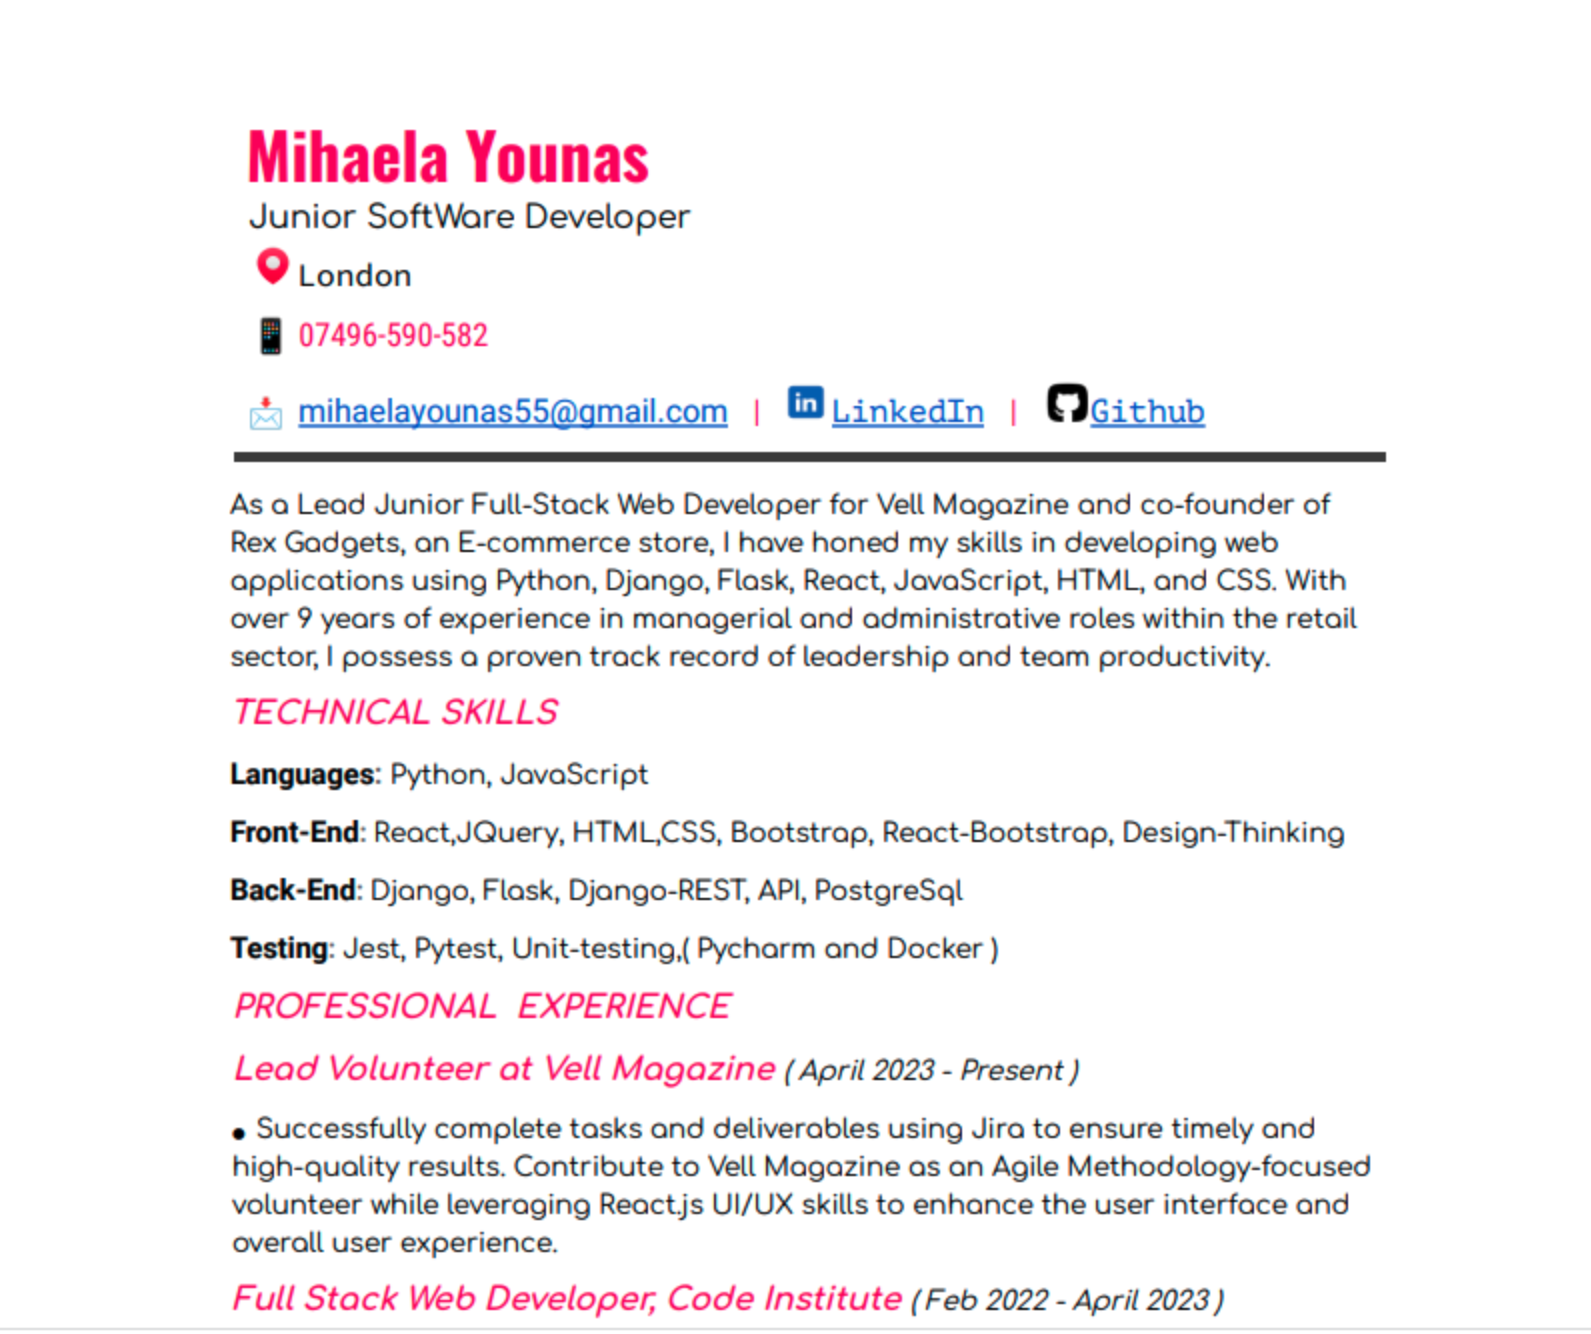 Mihaela Younas
Junior SoftWare Developer
London
07496-590-582
mihaelayounas55@gmail.com | in LinkedIn | Github
As a Lead Junior Full-Stack Web Developer for Vell Magazine and co-founder of
Rex Gadgets, an E-commerce store, I have honed my skills in developing web
applications using Python, Django, Flask, React, JavaScript, HTML, and CSS. With
over 9 years of experience in managerial and administrative roles within the retail
sector, I possess a proven track record of leadership and team productivity.
TECHNICAL SKILLS
Languages: Python, JavaScript
Front-End: React,JQuery, HTML,CSS, Bootstrap, React-Bootstrap, Design-Thinking
Back-End: Django, Flask, Django-REST, API, PostgreSql
Testing: Jest, Pytest, Unit-testing,( Pycharm and Docker )
PROFESSIONAL EXPERIENCE
Lead Volunteer at Vell Magazine ( April 2023 - Present )
● Successfully complete tasks and deliverables using Jira to ensure timely and
high-quality results. Contribute to Vell Magazine as an Agile Methodology-focused
volunteer while leveraging React.js UI/UX skills to enhance the user interface and
overall user experience.
Full Stack Web Developer, Code Institute ( Feb 2022 - April 2023 )